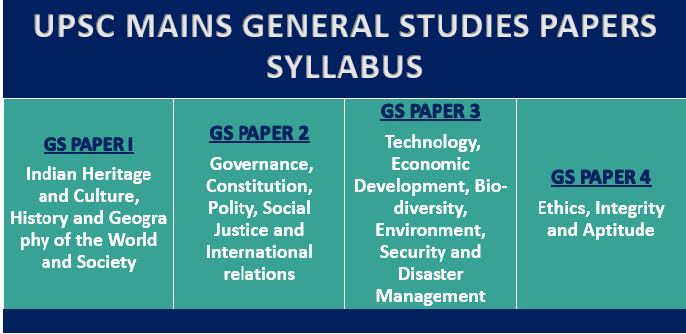 UPSC MAINS GENERAL STUDIES PAPERS
SYLLABUS
GS PAPER I
Indian Heritage
and Culture,
History and Geogra
phy of the World
and Society
GS PAPER 2
Governance,
Constitution,
Polity, Social
Justice and
International
relations
GS PAPER 3
Technology,
Economic
Development, Bio-
diversity,
Environment,
Security and
Disaster
Management
GS PAPER 4
Ethics, Integrity
and Aptitude